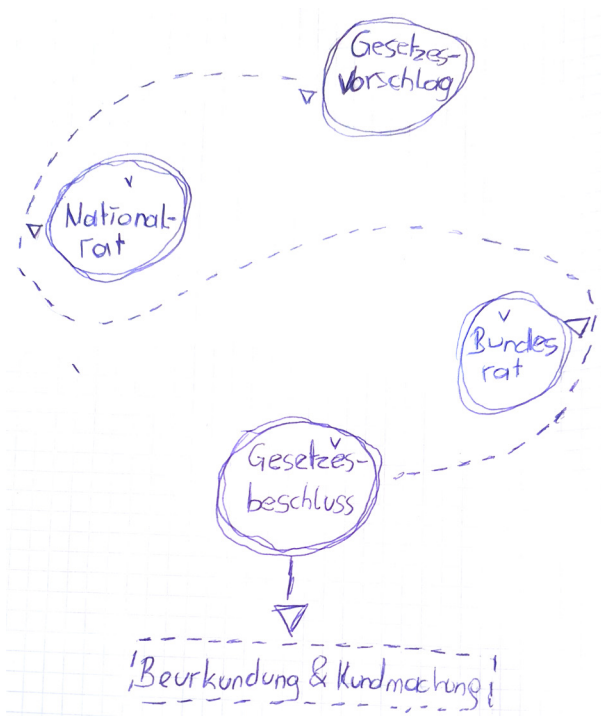 Gesetzes-
Vorschlag
National-
rat
Bundes
rat
Gesetzes-
beschluss
Beurkundung & Kundmachung